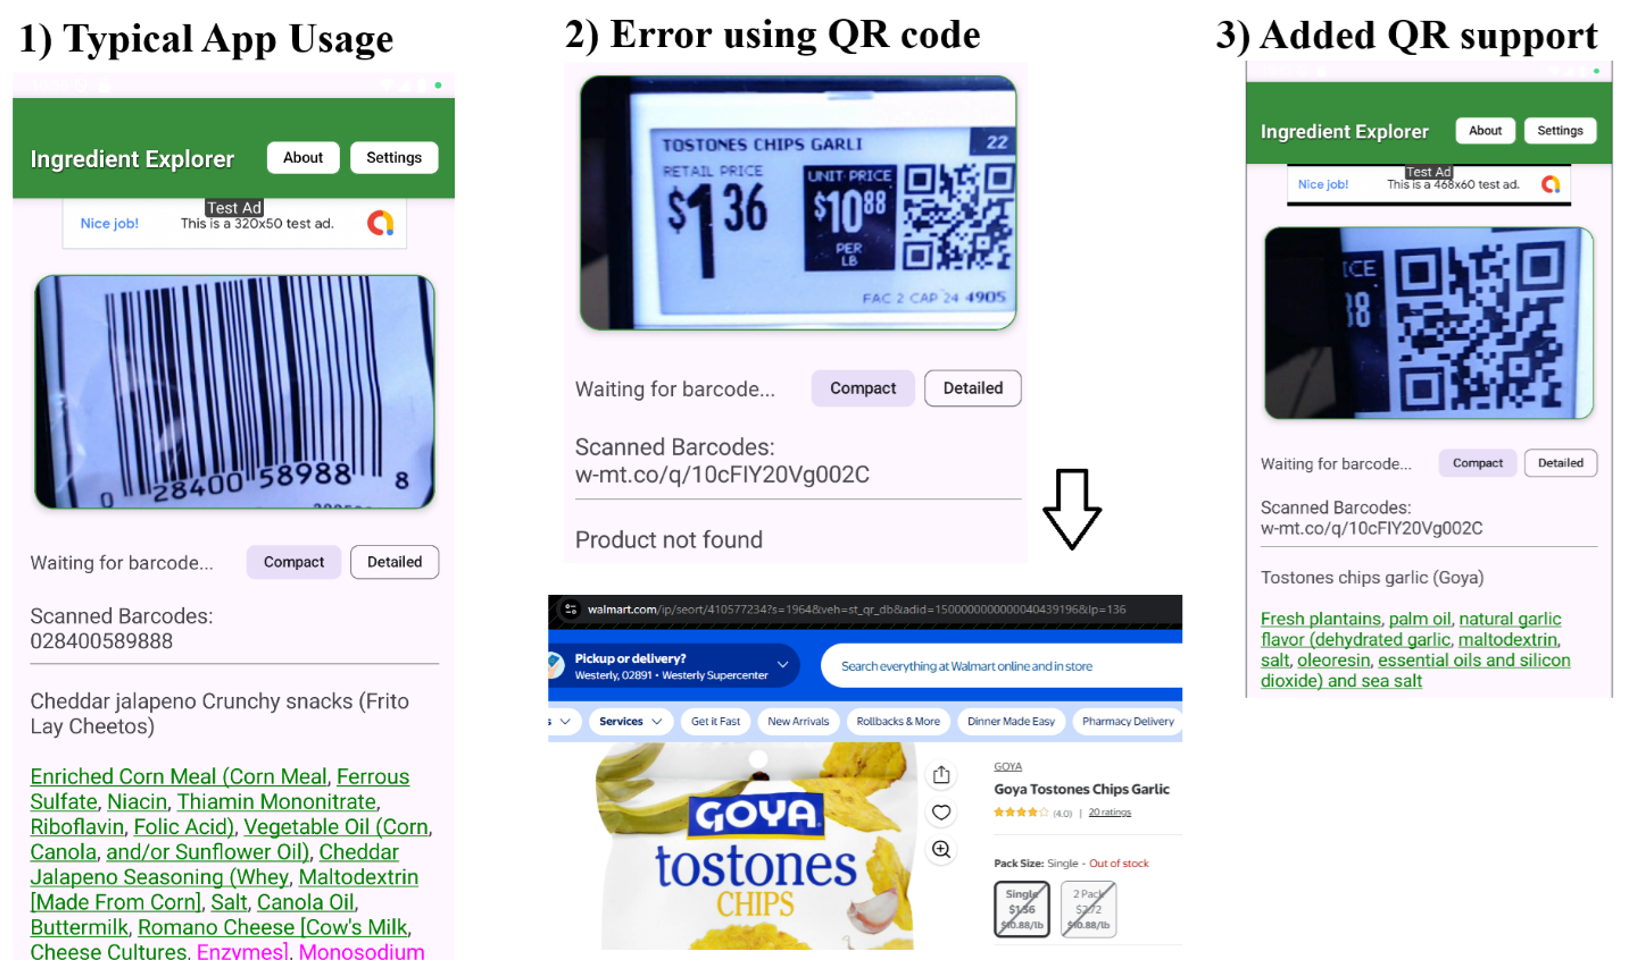 1) Typical App Usage
Ingredient Explorer
About
Settings
Test Ad
Nice job!
This is a 320x50 test ad.
0 28400 58988 8
Waiting for barcode...
Compact
Detailed
Scanned Barcodes:
028400589888
Cheddar jalapeno Crunchy snacks (Frito
Lay Cheetos)
Enriched Corn Meal (Corn Meal, Ferrous
Sulfate, Niacin, Thiamin Mononitrate,
Riboflavin, Folic Acid), Vegetable Oil (Corn,
Canola, and/or Sunflower Oil), Cheddar
Jalapeno Seasoning (Whey, Maltodextrin
[Made From Corn], Salt, Canola Oil,
Buttermilk, Romano Cheese [Cow's Milk,
Cheese Cultures, Enzymes], Monosodium
2) Error using QR code
TOSTONES CHIPS GARLI
22
RETAIL PRICE
$1 36
UNIT PRICE
$10 88
PER
LB
FAC 2 CAP 24 4905
Waiting for barcode...
Compact
Detailed
Scanned Barcodes:
w-mt.co/q/10cFIY20Vg002C
Product not found
walmart.com/ip/seort/410577234?s=1964&veh=st_qr_db&adid=1500000000000040439196&lp=136
Pickup or delivery?
Westerly, 02891 • Westerly Supercenter
Search everything at Walmart online and in store
s
Services
Get it Fast
New Arrivals
Rollbacks & More
Dinner Made Easy
Pharmacy Delivery
GOYA
tostones
CHIPS
GOYA
Goya Tostones Chips Garlic
(4.0) | 20 ratings
Pack Size: Single - Out of stock
Single
$1.36
$10.88/lb
2 Pack
$2.72
$10.88/lb
3) Added QR support
Ingredient Explorer
About
Settings
Test Ad
Nice job!
This is a 468x60 test ad.
ICE
88
Waiting for barcode...
Compact
Detailed
Scanned Barcodes:
w-mt.co/q/10cFIY20Vg002C
Tostones chips garlic (Goya)
Fresh plantains, palm oil, natural garlic
flavor (dehydrated garlic, maltodextrin,
salt, oleoresin, essential oils and silicon
dioxide) and sea salt